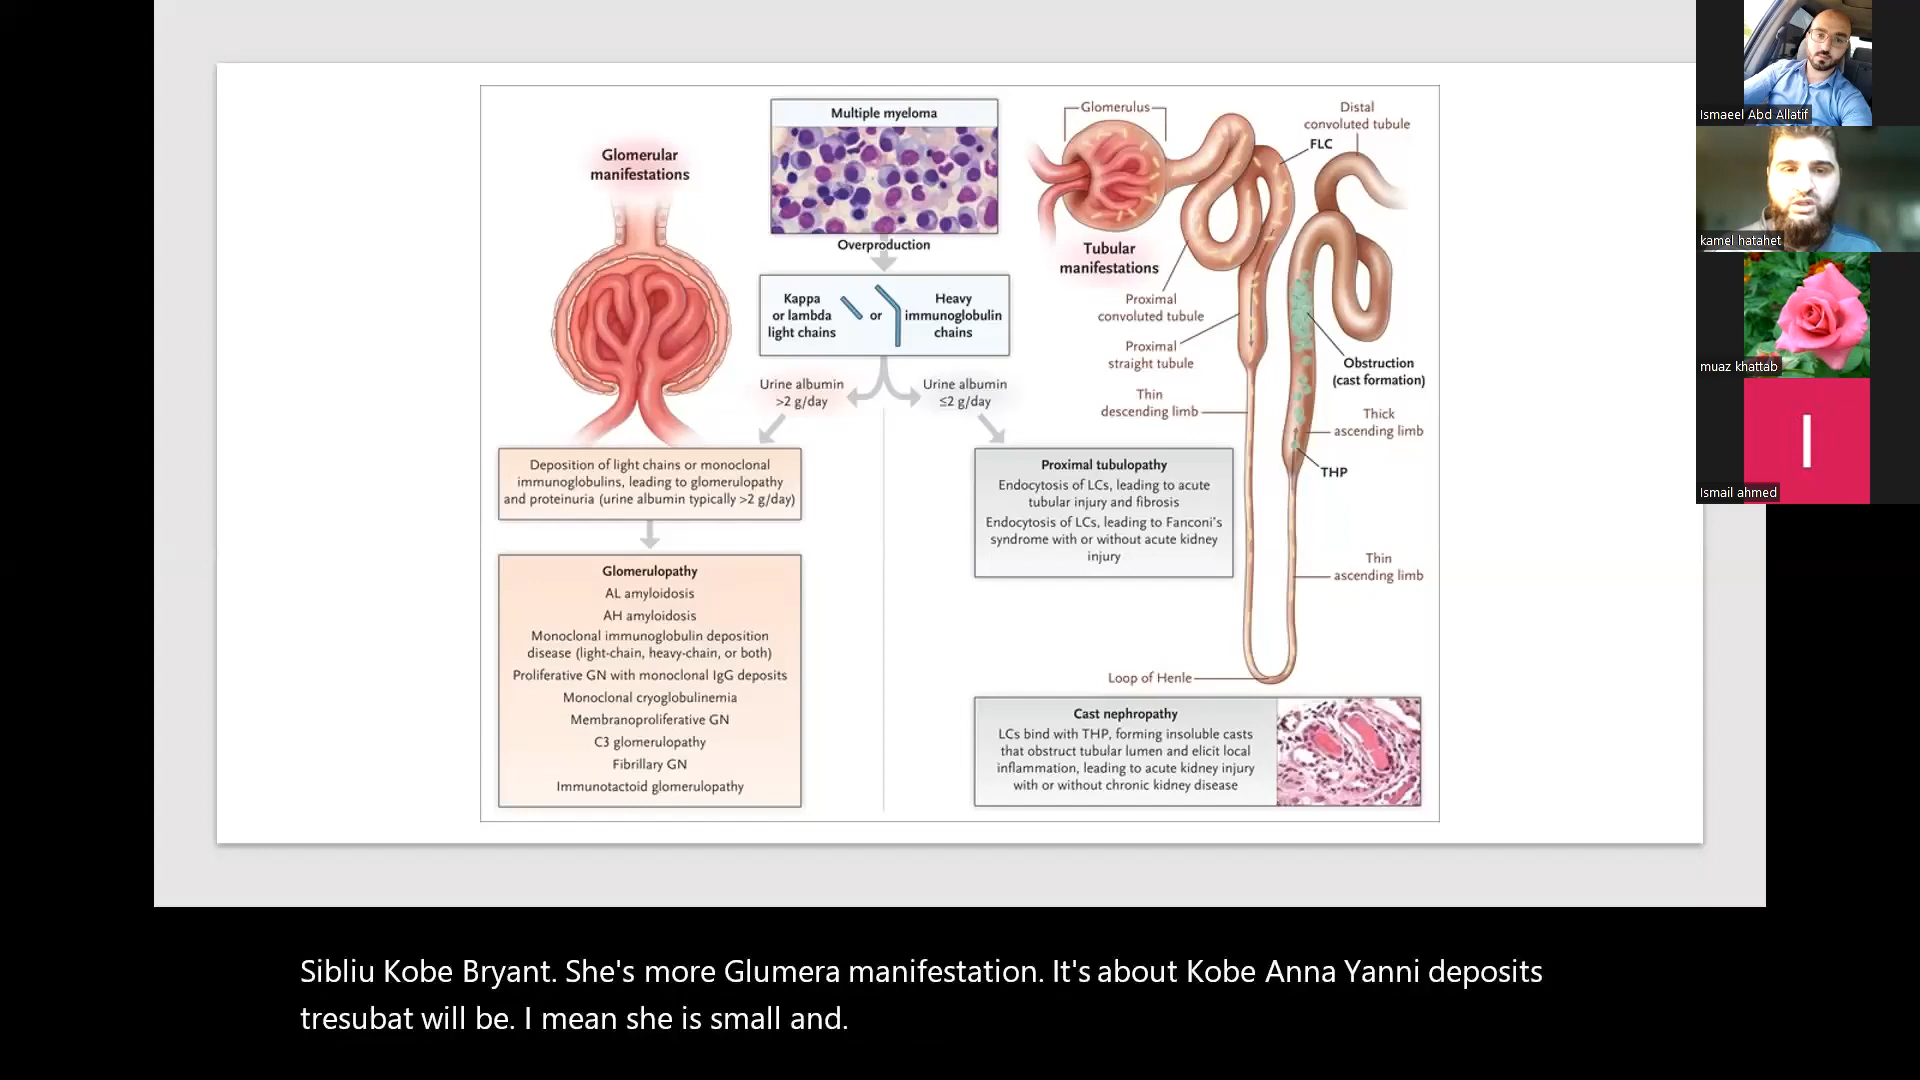 Multiple myeloma
Glomerular
manifestations
Overproduction
Kappa
or lambda
light chains
or
Heavy
immunoglobulin
chains
Urine albumin
>2 g/day
Urine albumin
≤2 g/day
Deposition of light chains or monoclonal
immunoglobulins, leading to glomerulopathy
and proteinuria (urine albumin typically >2 g/day)
Glomerulopathy
AL amyloidosis
AH amyloidosis
Monoclonal immunoglobulin deposition
disease (light-chain, heavy-chain, or both)
Proliferative GN with monoclonal IgG deposits
Monoclonal cryoglobulinemia
Membranoproliferative GN
C3 glomerulopathy
Fibrillary GN
Immunotactoid glomerulopathy
Proximal tubulopathy
Endocytosis of LCs, leading to acute
tubular injury and fibrosis
Endocytosis of LCs, leading to Fanconi's
syndrome with or without acute kidney
injury
Glomerulus
Distal
convoluted tubule
FLC
Tubular
manifestations
Proximal
convoluted tubule
Proximal
straight tubule
Obstruction
(cast formation)
Thin
descending limb
Thick
ascending limb
THP
Thin
ascending limb
Loop of Henle
Cast nephropathy
LCs bind with THP, forming insoluble casts
that obstruct tubular lumen and elicit local
inflammation, leading to acute kidney injury
with or without chronic kidney disease
Ismaeel Abd Allatif
kamel hatahet
muaz khattab
I
Ismail ahmed
Sibliu Kobe Bryant. She's more Glumera manifestation. It's about Kobe Anna Yanni deposits
tresubat will be. I mean she is small and.